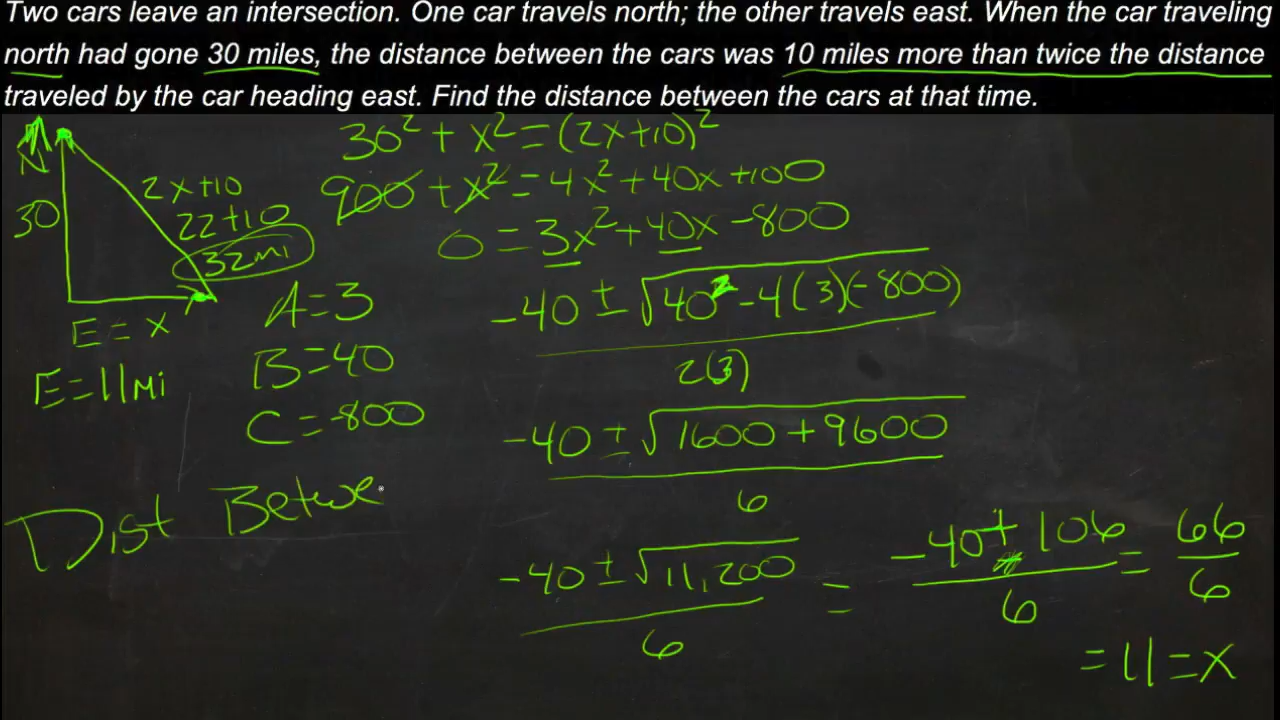 Two cars leave an intersection. One car travels north; the other travels east. When the car traveling
north had gone 30 miles, the distance between the cars was 10 miles more than twice the distance
traveled by the car heading east. Find the distance between the cars at that time.
N
30
2x+10
22+10
32mi
E = x
E = 11mi
A = 3
B = 40
C = -800
Dist Betwe
30² + x² = (2x+10)²
900 + x² = 4x² + 40x + 100
0 = 3x² + 40x - 800
-40 ± √40² - 4(3)(-800)
2(3)
-40 ± √1600 + 9600
6
-40 ± √11,200 = -40 + 106 = 66
6 6 6
= 11 = x